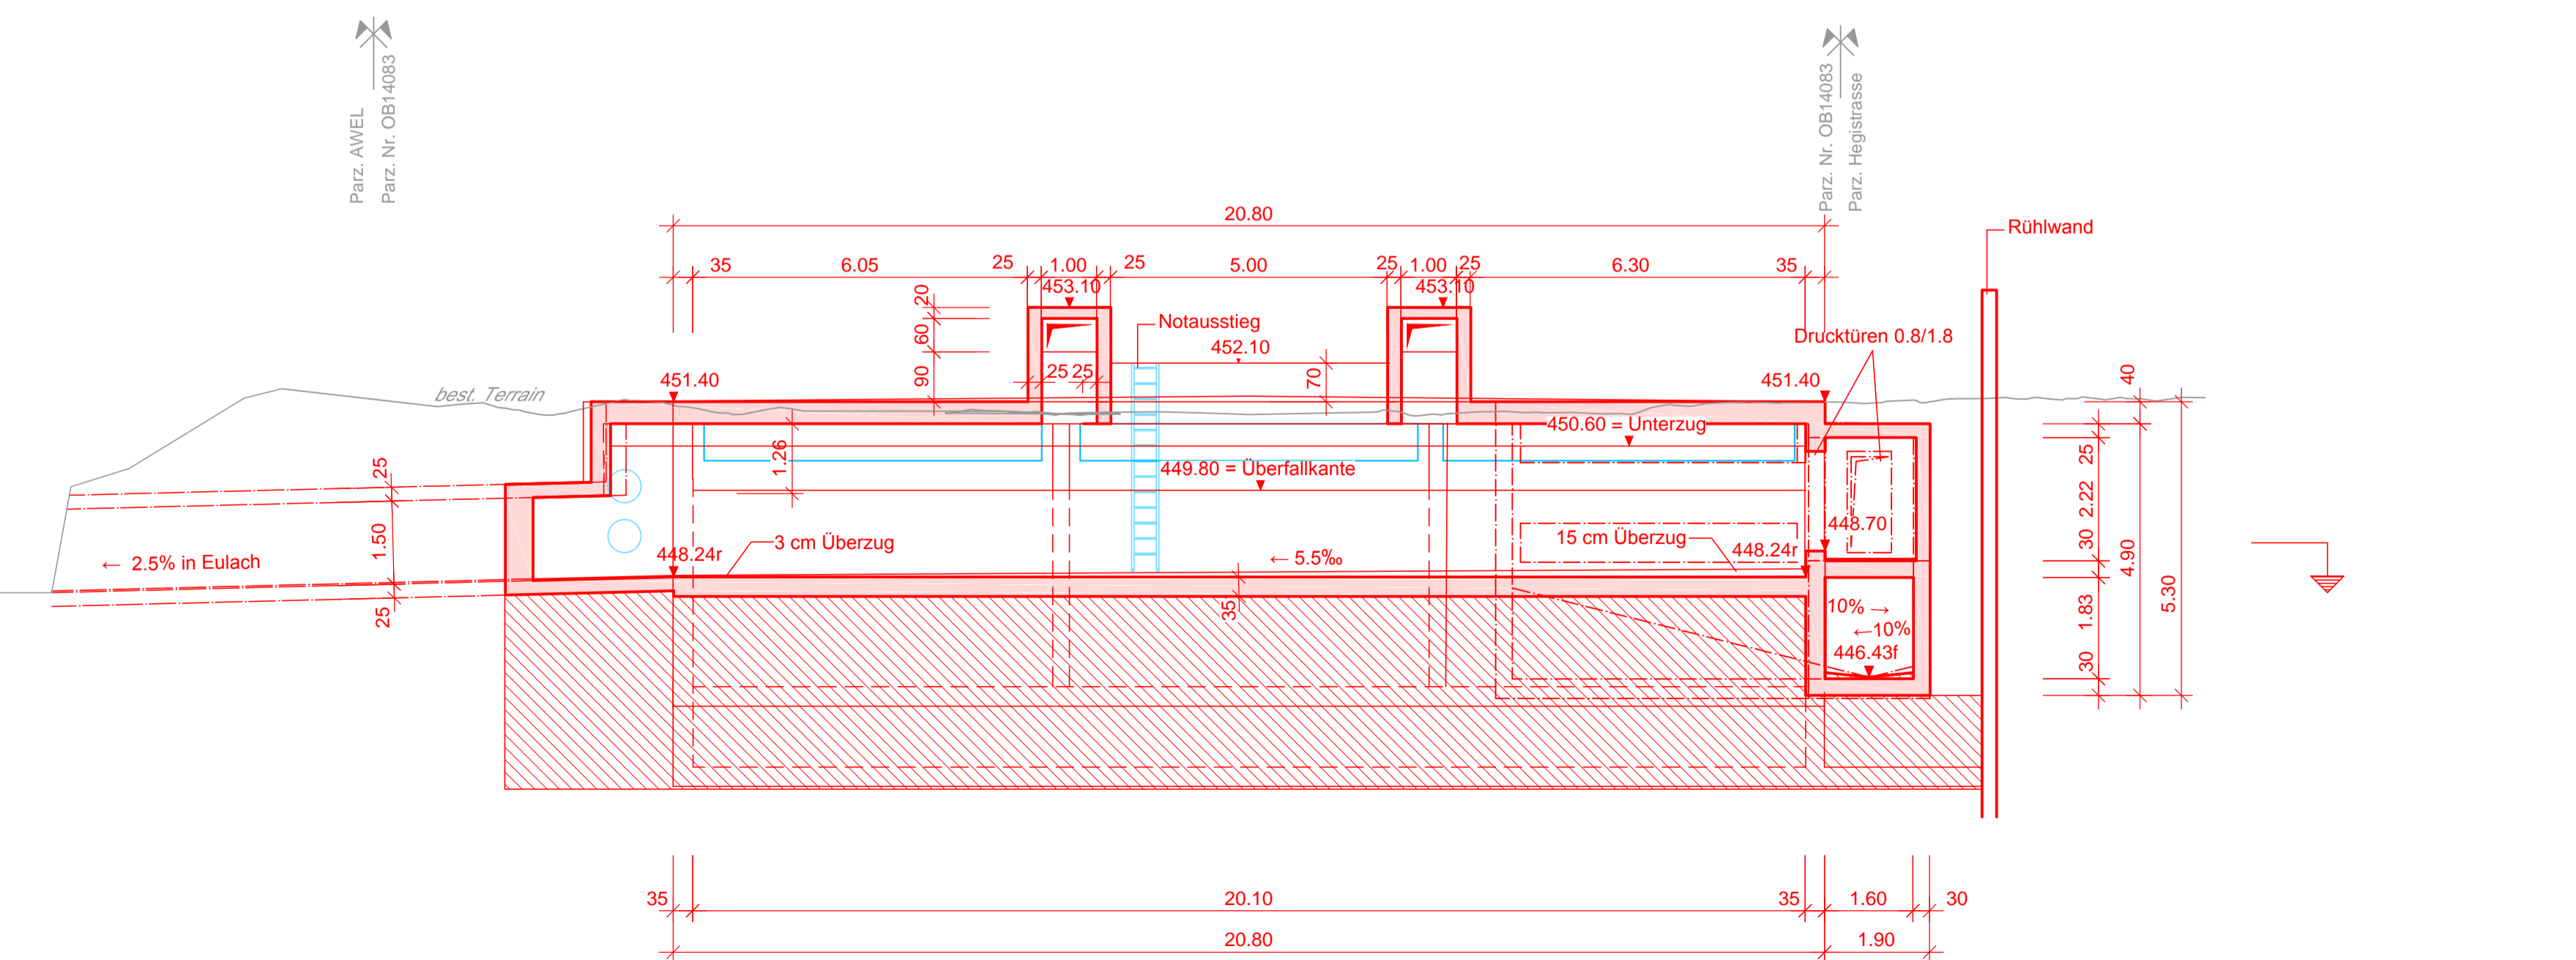 Parz. AWEL
Parz. Nr. OB14083
Parz. Nr. OB14083
Parz. Hegistrasse
20.80
Rühlwand
35
6.05
25
1.00
25
5.00
25
1.00
25
6.30
35
453.10
453.10
20
60
90
Notausstieg
452.10
70
Drucktüren 0.8/1.8
25 25
451.40
451.40
best. Terrain
40
450.60 = Unterzug
1.26
449.80 = Überfallkante
25
1.50
25
25
2.22
30
1.83
30
4.90
5.30
448.70
3 cm Überzug
15 cm Überzug
448.24r
448.24r
← 2.5% in Eulach
← 5.5‰
35
10% →
←10%
446.43f
35
20.10
35
1.60
30
20.80
1.90